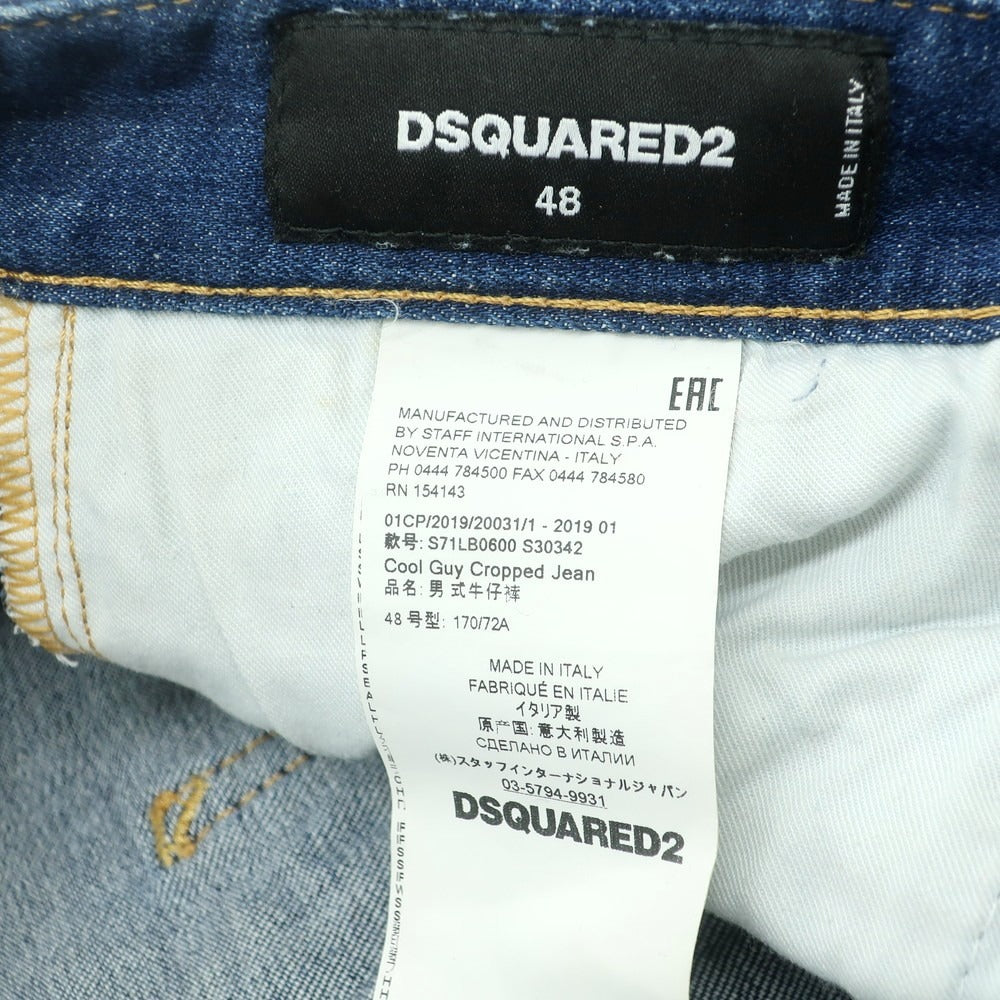 DSQUARED2
48
MADE IN ITALY
EAC
MANUFACTURED AND DISTRIBUTED
BY STAFF INTERNATIONAL S.P.A.
NOVENTA VICENTINA - ITALY
PH 0444 784500 FAX 0444 784580
RN 154143
01CP/2019/20031/1 - 2019 01
款号: S71LB0600 S30342
Cool Guy Cropped Jean
品名: 男式牛仔裤
48 号型: 170/72A
MADE IN ITALY
FABRIQUÉ EN ITALIE
イタリア製
原产国: 意大利製造
СДЕЛАНО В ИТАЛИИ
(株)スタッフインターナショナルジャパン
03-5794-9931
DSQUARED2